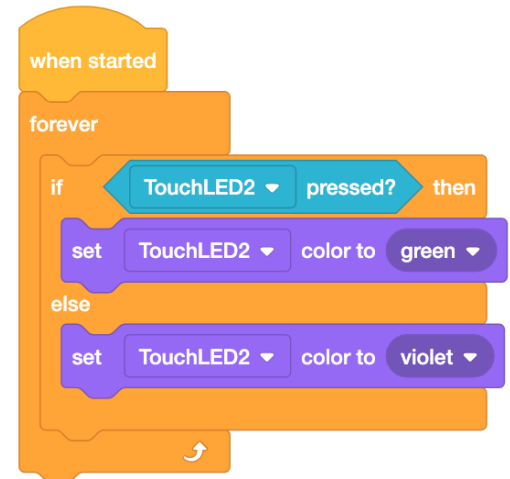 when started
forever
if TouchLED2 pressed? then
set TouchLED2 color to green
else
set TouchLED2 color to violet